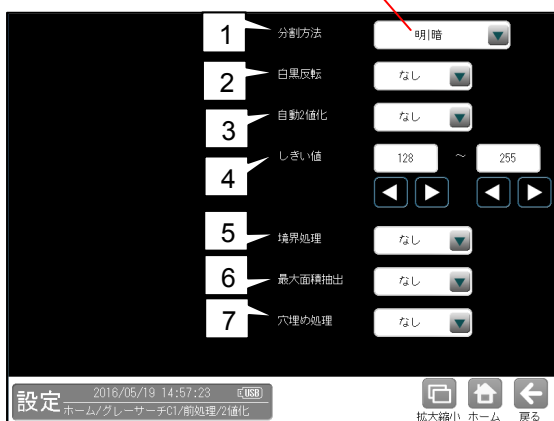 1 分割方法 明|暗
2 白黒反転 なし
3 自動2値化 なし
4 しきい値 128 ～ 255
5 境界処理 なし
6 最大面積抽出 なし
7 穴埋め処理 なし
設定 2016/05/19 14:57:23 USB
ホーム/グレーサーチC1/前処理/2値化
拡大縮小 ホーム 戻る